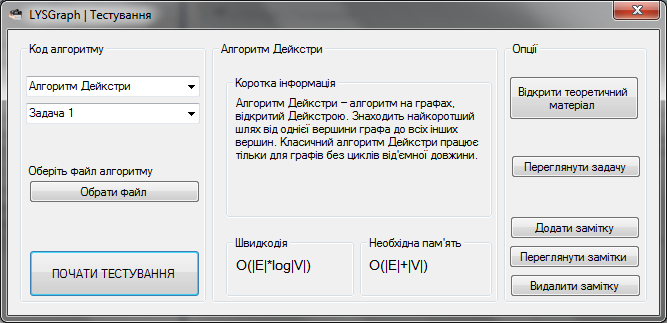 LYSGraph | Тестування
Код алгоритму
Алгоритм Дейкстри
Задача 1
Оберіть файл алгоритму
Обрати файл
ПОЧАТИ ТЕСТУВАННЯ
Алгоритм Дейкстри
Коротка інформація
Алгоритм Дейкстри – алгоритм на графах,
відкритий Дейкстрою. Знаходить найкоротший
шлях від однієї вершини графа до всіх інших
вершин. Класичний алгоритм Дейкстри працює
тільки для графів без циклів від'ємної довжини.
Швидкодія
O(|E|*log|V|)
Необхідна пам'ять
O(|E|+|V|)
Опції
Відкрити теоретичний
матеріал
Переглянути задачу
Додати замітку
Переглянути замітки
Видалити замітку